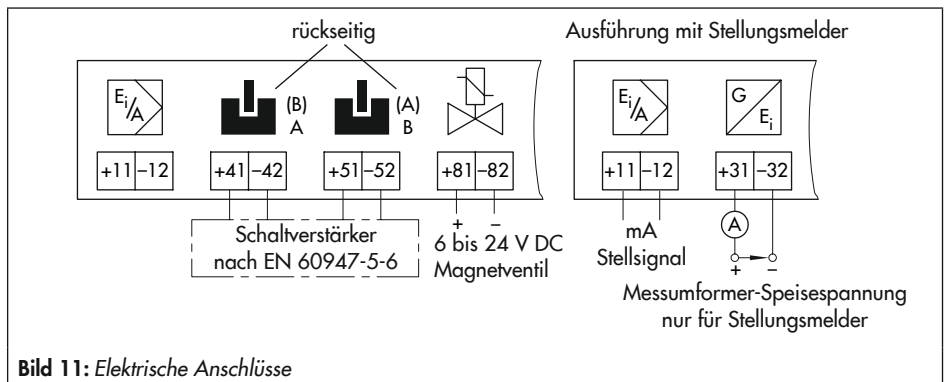 rückseitig
Ausführung mit Stellungsmelder
Ei/A
(B)
A
(A)
B
Ei/A
G
Ei
+11 –12
+41 –42
+51 –52
+81 –82
+11 –12
+31 –32
Schaltverstärker
nach EN 60947-5-6
+ –
6 bis 24 V DC
Magnetventil
mA
Stellsignal
A
+ –
Messumformer-Speisespannung
nur für Stellungsmelder
Bild 11: Elektrische Anschlüsse